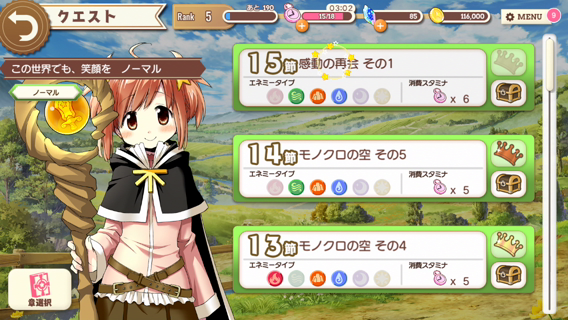 クエスト
Rank 5
あと 190
03:02
15/18
85
116,000
MENU
9
この世界でも、笑顔を ノーマル
ノーマル
15節 感動の再会 その1
エネミータイプ
消費スタミナ
x 6
14節 モノクロの空 その5
エネミータイプ
消費スタミナ
x 5
13節 モノクロの空 その4
エネミータイプ
消費スタミナ
x 5
章選択